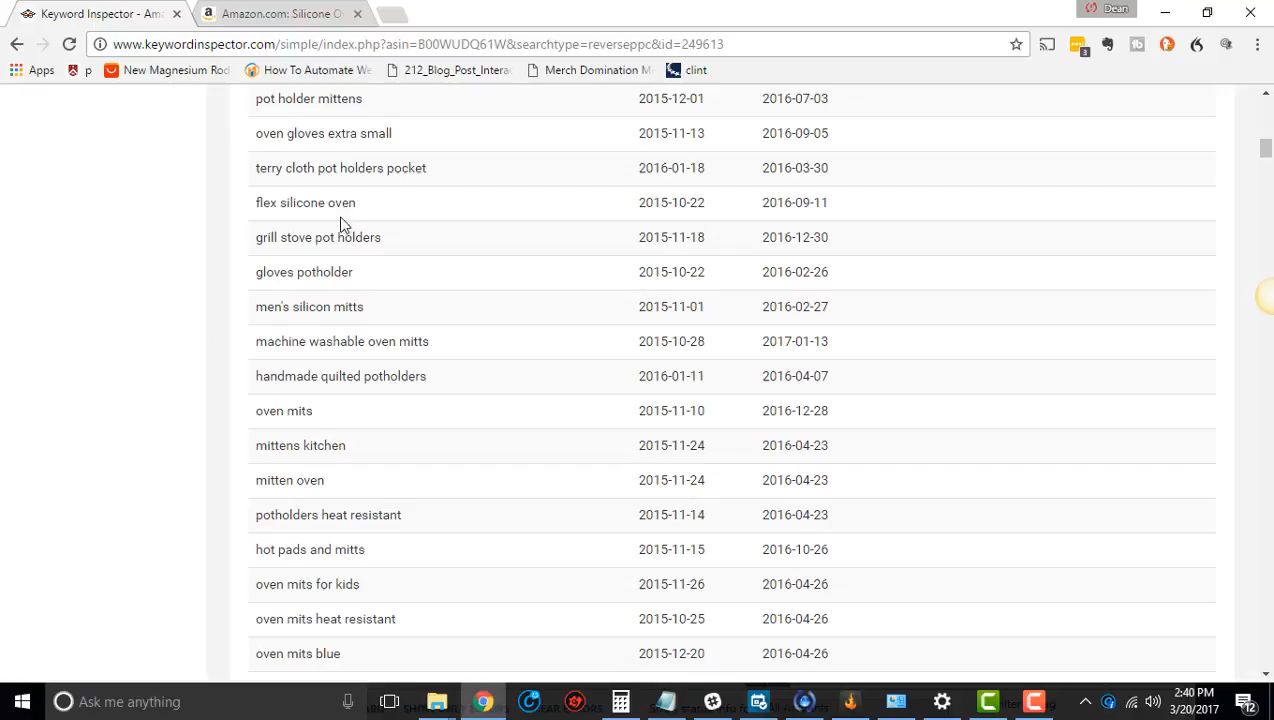 Keyword Inspector - Ama
Amazon.com: Silicone O
Dean
www.keywordinspector.com/simple/index.php?asin=B00WUDQ61W&searchtype=reverseppc&id=249613
3
Apps
p
New Magnesium Rod
How To Automate We
212_Blog_Post_Interac
Merch Domination M
clint
pot holder mittens 2015-12-01 2016-07-03
oven gloves extra small 2015-11-13 2016-09-05
terry cloth pot holders pocket 2016-01-18 2016-03-30
flex silicone oven 2015-10-22 2016-09-11
grill stove pot holders 2015-11-18 2016-12-30
gloves potholder 2015-10-22 2016-02-26
men's silicon mitts 2015-11-01 2016-02-27
machine washable oven mitts 2015-10-28 2017-01-13
handmade quilted potholders 2016-01-11 2016-04-07
oven mits 2015-11-10 2016-12-28
mittens kitchen 2015-11-24 2016-04-23
mitten oven 2015-11-24 2016-04-23
potholders heat resistant 2015-11-14 2016-04-23
hot pads and mitts 2015-11-15 2016-10-26
oven mits for kids 2015-11-26 2016-04-26
oven mits heat resistant 2015-10-25 2016-04-26
oven mits blue 2015-12-20 2016-04-26
Ask me anything
2:40 PM
3/20/2017
12